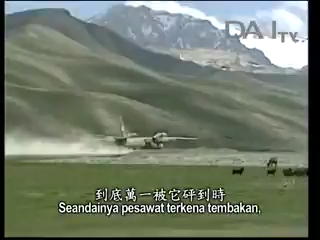 DAI TV
到底萬一被它砰到時
Seandainya pesawat terkena tembakan,